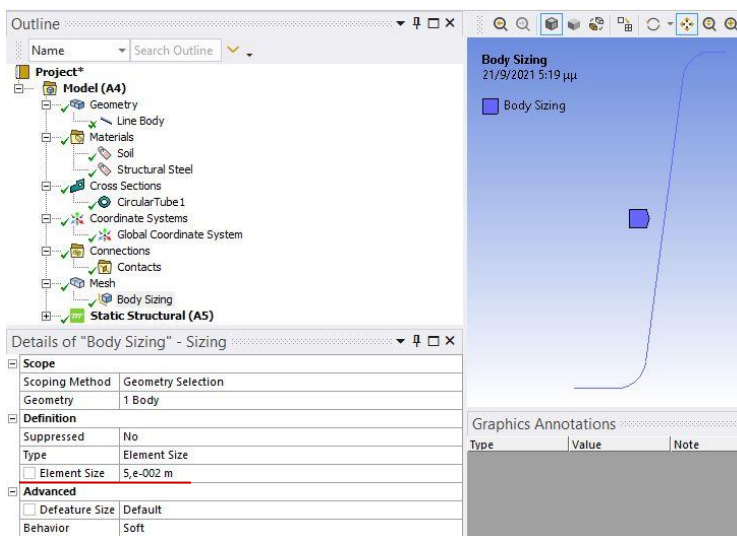 Outline
Name Search Outline
Project*
Model (A4)
Geometry
Line Body
Materials
Soil
Structural Steel
Cross Sections
CircularTube1
Coordinate Systems
Global Coordinate System
Connections
Contacts
Mesh
Body Sizing
Static Structural (A5)
Details of "Body Sizing" - Sizing
Scope
Scoping Method Geometry Selection
Geometry 1 Body
Definition
Suppressed No
Type Element Size
Element Size 5,e-002 m
Advanced
Defeature Size Default
Behavior Soft
Body Sizing
21/9/2021 5:19 μμ
Body Sizing
Graphics Annotations
Type Value Note